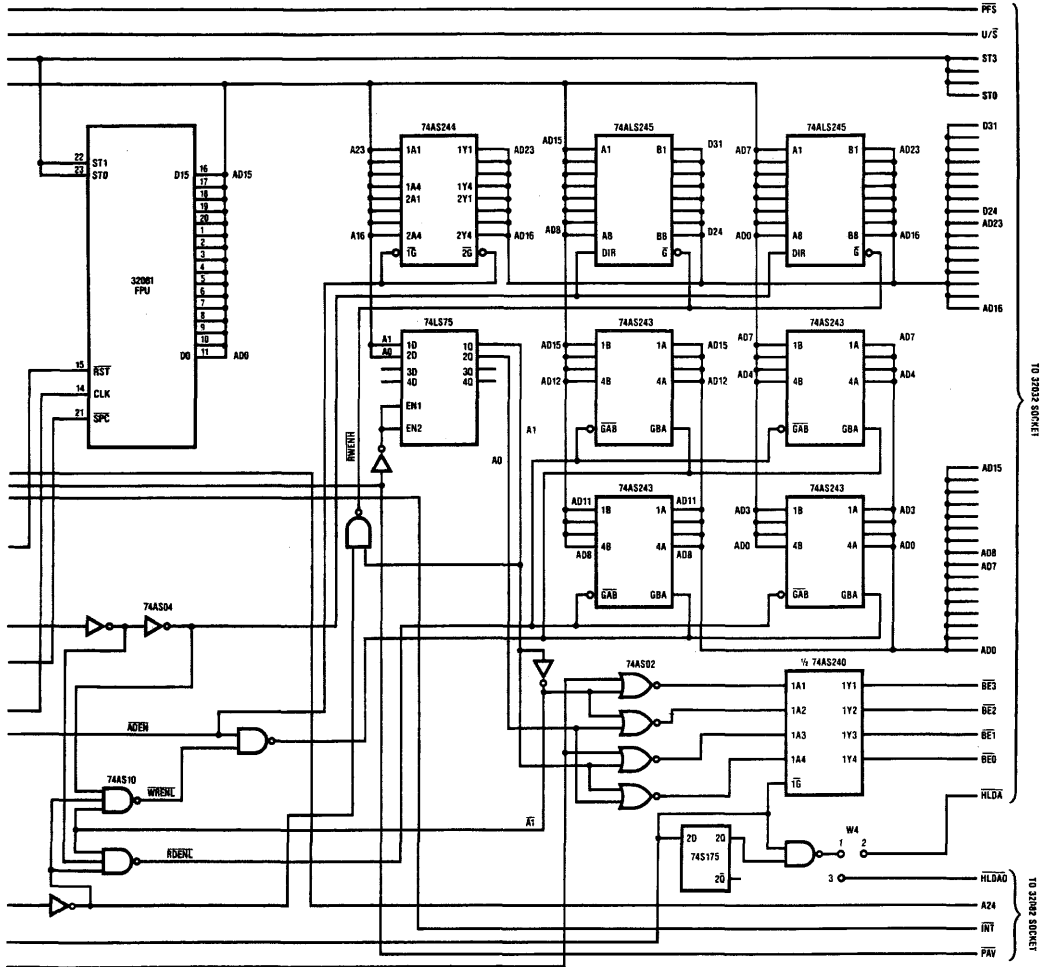 PFS
U/S
ST3
ST0
74AS244
74ALS245
74ALS245
D31
22 ST1
23 ST0
D15 16 AD15
17
18
19
20
1
2
3
4
5
6
7
8
9
10
D0 11 AD0
32081
FPU
15 RST
14 CLK
21 SPC
A23 1A1 1Y1 AD23
1A4 1Y4
2A1 2Y1
A16 2A4 2Y4 AD16
1G 2G
AD15 A1 B1 D31
AD8 A8 B8 D24
DIR G
AD7 A1 B1 AD23
AD0 A8 B8 AD16
DIR G
D24
AD23
AD16
74LS75
A1 1D 1Q
A0 2D 2Q
3D 3Q
4D 4Q
EN1
EN2
RWENH
A1
A0
74AS243
AD15 1B 1A AD15
AD12 4B 4A AD12
GAB GBA
74AS243
AD7 1B 1A AD7
AD4 4B 4A AD4
GAB GBA
TO 32032 SOCKET
74AS243
AD11 1B 1A AD11
AD8 4B 4A AD8
GAB GBA
74AS243
AD3 1B 1A AD3
AD0 4B 4A AD0
GAB GBA
AD15
AD8
AD7
AD0
74AS04
74AS02
½ 74AS240
1A1 1Y1 BE3
1A2 1Y2 BE2
1A3 1Y3 BE1
1A4 1Y4 BE0
1G
ADEN
74AS10
WRENL
A1
RDENL
HLDA
2D 2Q
74S175
2Q
W4
1 2
3
HLDAO
A24
INT
PAV
TO 32082 SOCKET